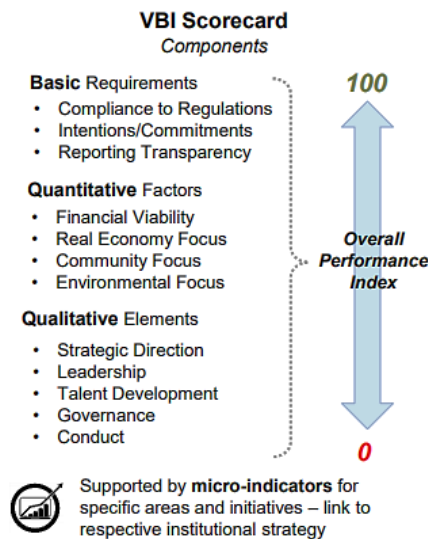 VBI Scorecard
Components
Basic Requirements
• Compliance to Regulations
• Intentions/Commitments
• Reporting Transparency
Quantitative Factors
• Financial Viability
• Real Economy Focus
• Community Focus
• Environmental Focus
Qualitative Elements
• Strategic Direction
• Leadership
• Talent Development
• Governance
• Conduct
100
Overall
Performance
Index
0
Supported by micro-indicators for
specific areas and initiatives – link to
respective institutional strategy